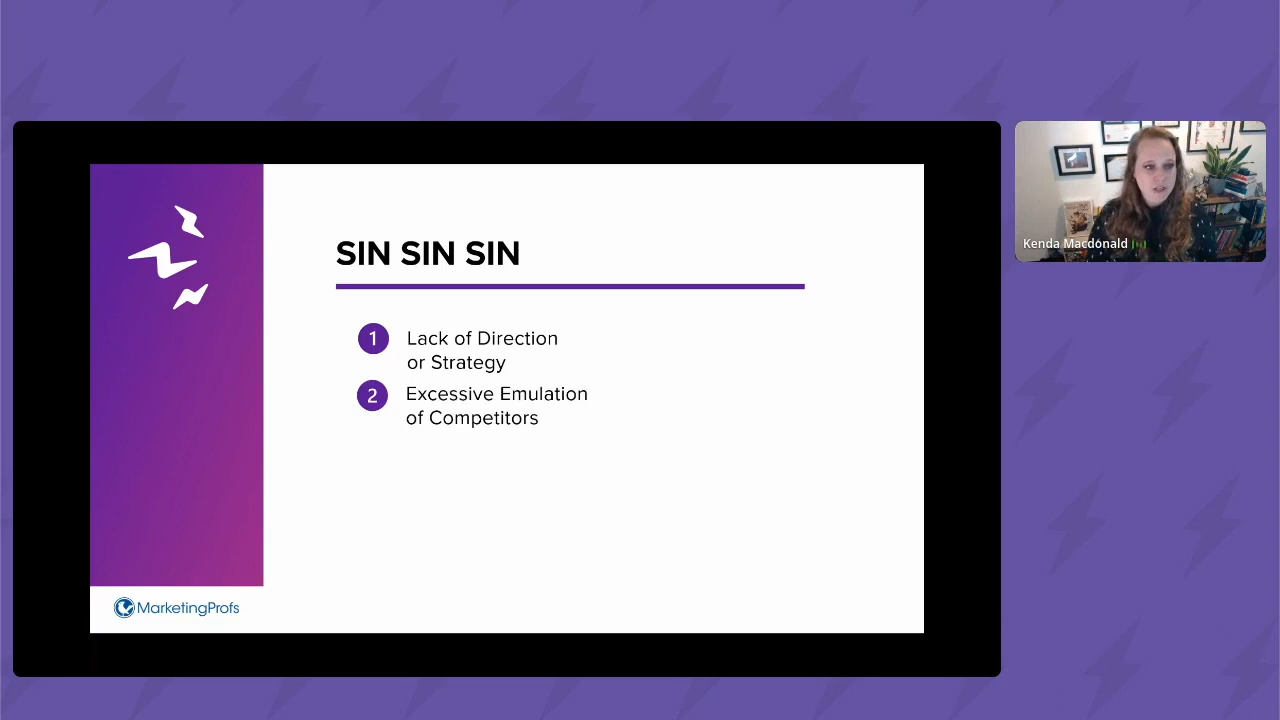 SIN SIN SIN
1 Lack of Direction
or Strategy
2 Excessive Emulation
of Competitors
MarketingProfs
Kenda Macdonald